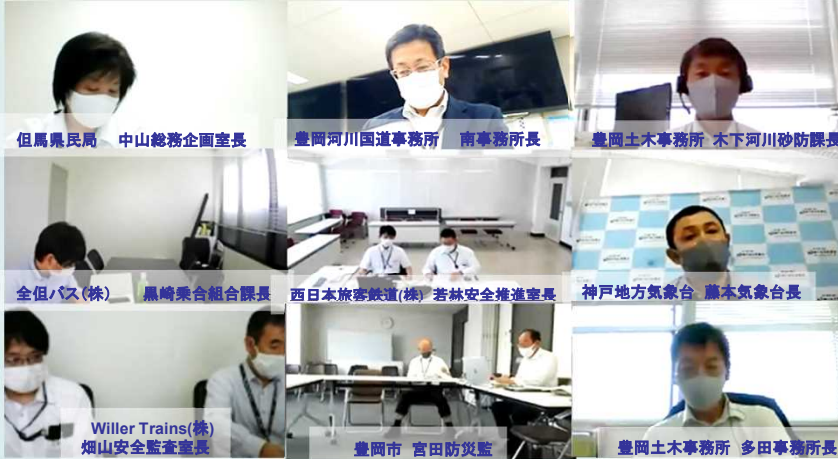 但馬県民局 中山総務企画室長
豊岡河川国道事務所 南事務所長
豊岡土木事務所 木下河川砂防課長
全但バス(株) 黒崎乗合組合課長
西日本旅客鉄道(株) 若林安全推進室長
神戸地方気象台 藤本気象台長
Willer Trains(株)
畑山安全監査室長
豊岡市 宮田防災監
豊岡土木事務所 多田事務所長